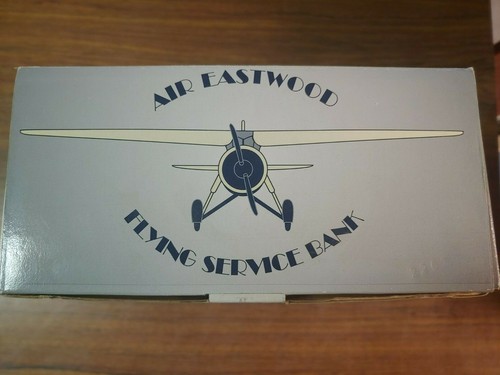 AIR EASTWOOD
FLYING SERVICE BANK